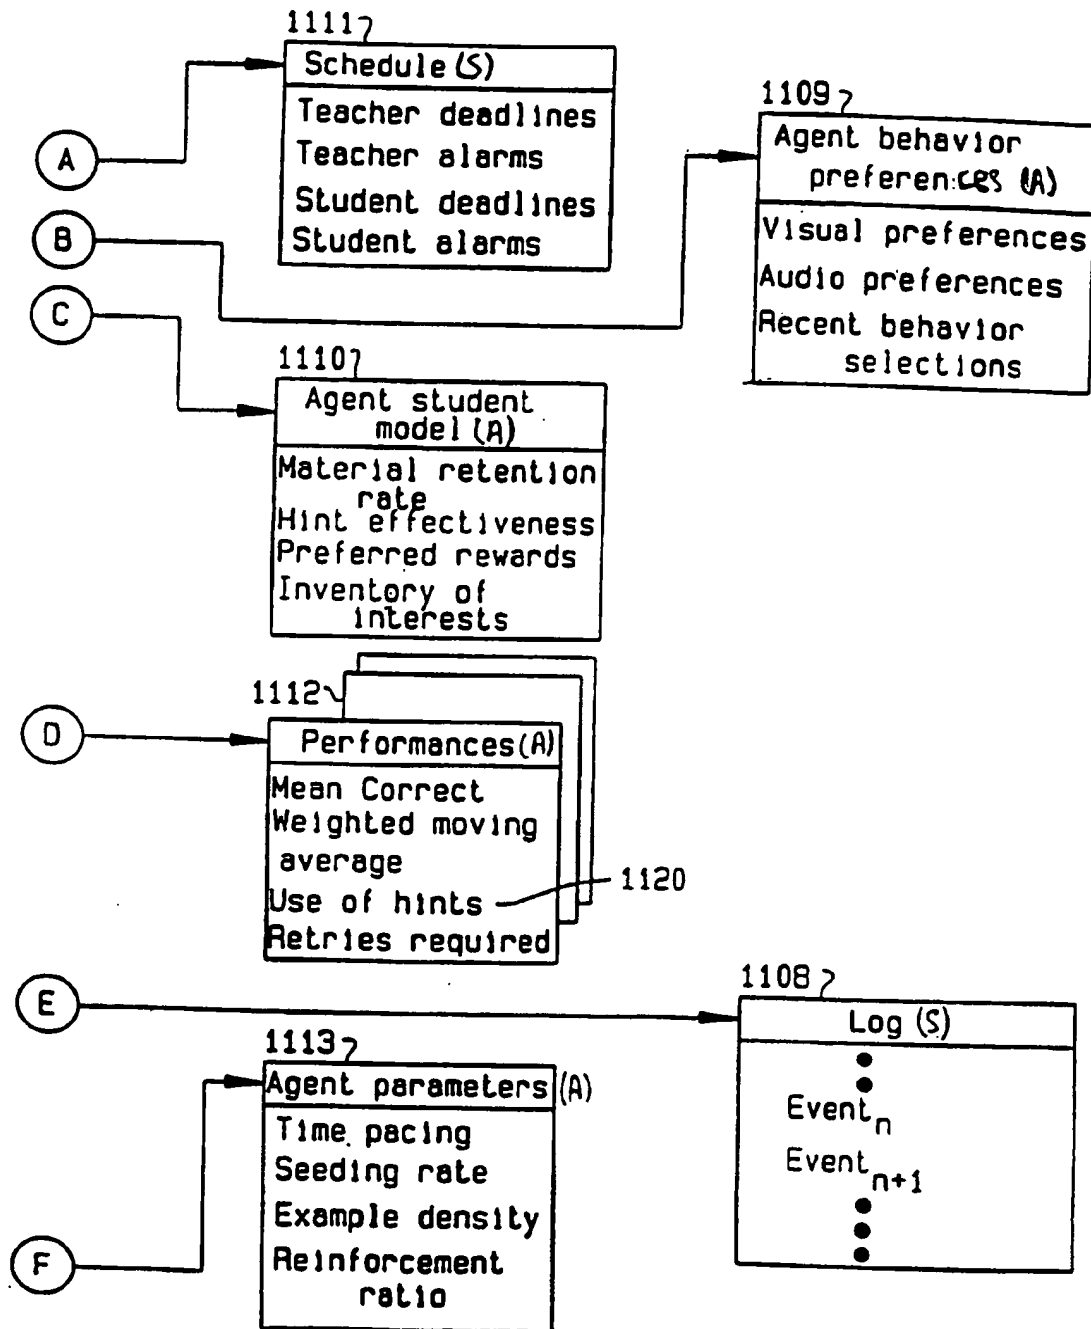 1111
Schedule (S)
Teacher deadlines
Teacher alarms
Student deadlines
Student alarms
A
B
C
1109
Agent behavior
preferences (A)
Visual preferences
Audio preferences
Recent behavior
selections
1110
Agent student
model (A)
Material retention
rate
Hint effectiveness
Preferred rewards
Inventory of
interests
D
1112
Performances (A)
Mean Correct
Weighted moving
average
Use of hints
1120
Retries required
E
1108
Log (S)
Event n
Event n+1
1113
Agent parameters (A)
Time pacing
Seeding rate
Example density
Reinforcement
ratio
F